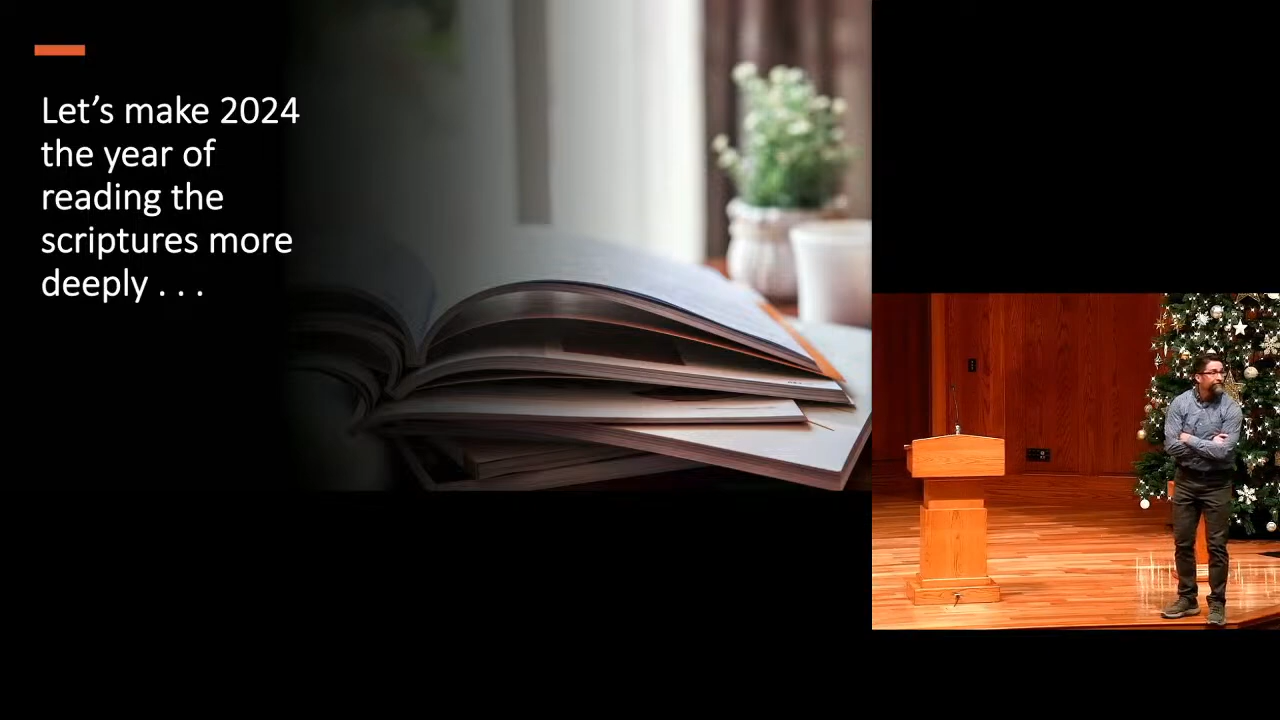 Let’s make 2024
the year of
reading the
scriptures more
deeply . . .